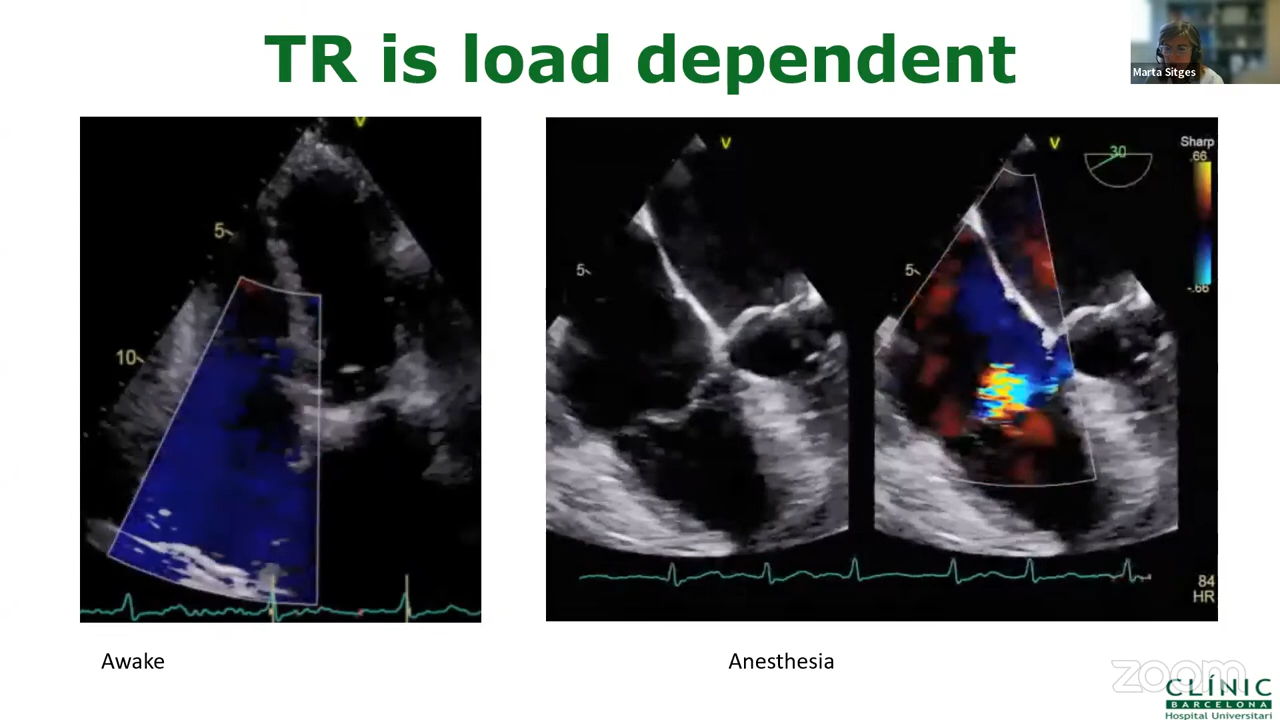 TR is load dependent
Marta Sitges
V
5
10
V
5
V
5
30
Sharp
.66
-.66
84
HR
Awake
Anesthesia
zoom
CLÍNIC
BARCELONA
Hospital Universitari